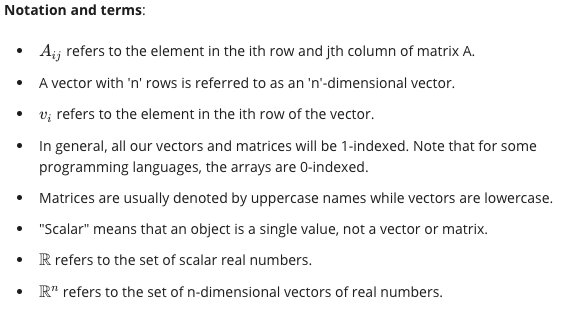 Notation and terms:
• Aᵢⱼ refers to the element in the ith row and jth column of matrix A.
• A vector with 'n' rows is referred to as an 'n'-dimensional vector.
• vᵢ refers to the element in the ith row of the vector.
• In general, all our vectors and matrices will be 1-indexed. Note that for some
programming languages, the arrays are 0-indexed.
• Matrices are usually denoted by uppercase names while vectors are lowercase.
• "Scalar" means that an object is a single value, not a vector or matrix.
• ℝ refers to the set of scalar real numbers.
• ℝⁿ refers to the set of n-dimensional vectors of real numbers.